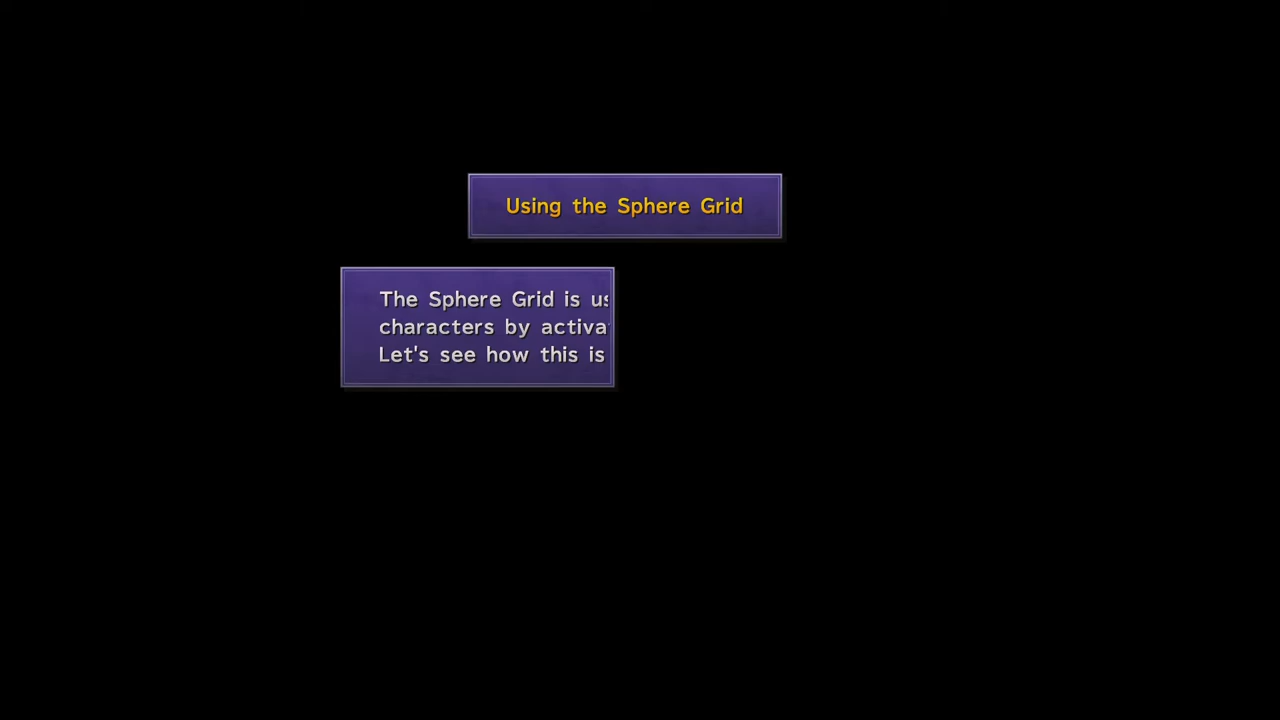 Using the Sphere Grid
The Sphere Grid is
characters by
Let's see how this is